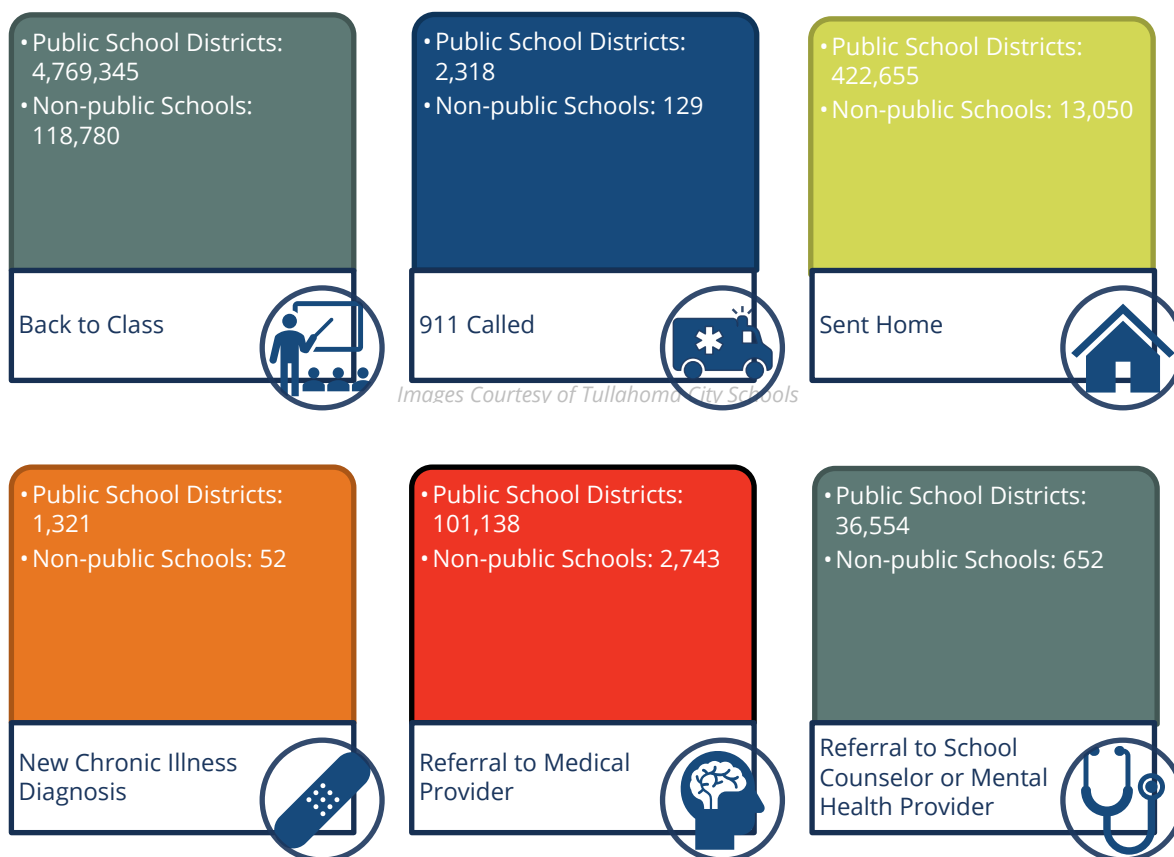 • Public School Districts:
4,769,345
• Non-public Schools:
118,780
Back to Class
• Public School Districts:
2,318
• Non-public Schools: 129
911 Called
• Public School Districts:
422,655
• Non-public Schools: 13,050
Sent Home
Images Courtesy of Tullahoma City Schools
• Public School Districts:
1,321
• Non-public Schools: 52
New Chronic Illness
Diagnosis
• Public School Districts:
101,138
• Non-public Schools: 2,743
Referral to Medical
Provider
• Public School Districts:
36,554
• Non-public Schools: 652
Referral to School
Counselor or Mental
Health Provider